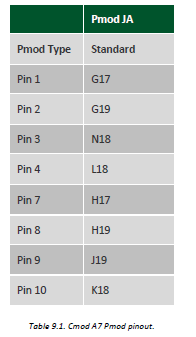 Pmod JA
Pmod Type Standard
Pin 1 G17
Pin 2 G19
Pin 3 N18
Pin 4 L18
Pin 7 H17
Pin 8 H19
Pin 9 J19
Pin 10 K18
Table 9.1. Cmod A7 Pmod pinout.